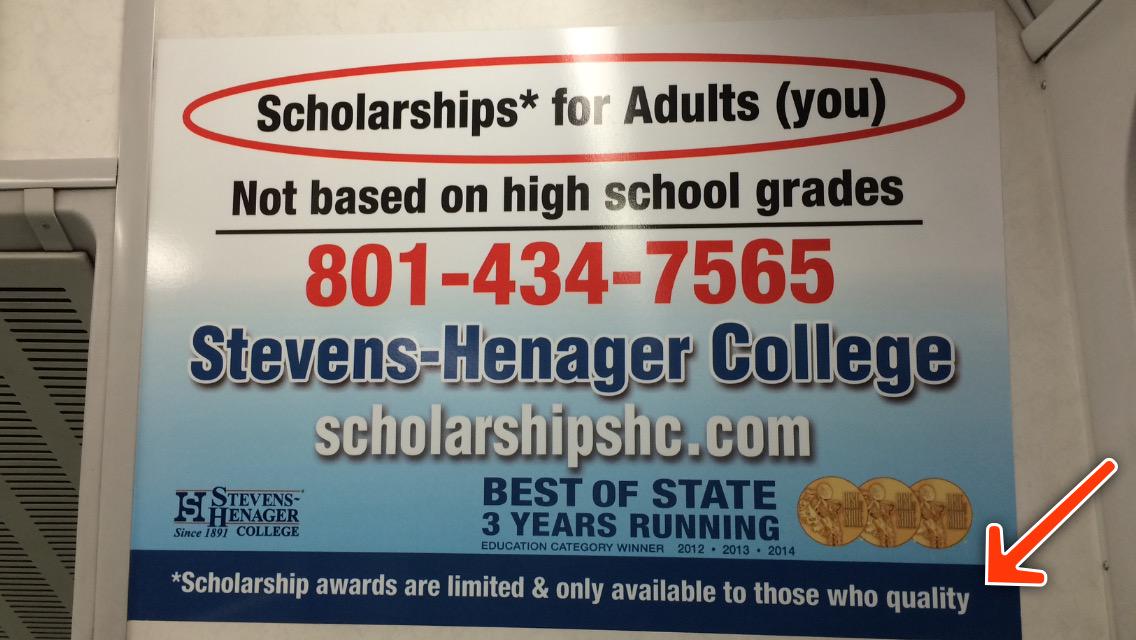 Scholarships* for Adults (you)
Not based on high school grades
801-434-7565
Stevens-Henager College
scholarshipshc.com
SH STEVENS-
HENAGER
Since 1891 COLLEGE
BEST OF STATE
3 YEARS RUNNING
EDUCATION CATEGORY WINNER 2012 • 2013 • 2014
*Scholarship awards are limited & only available to those who quality